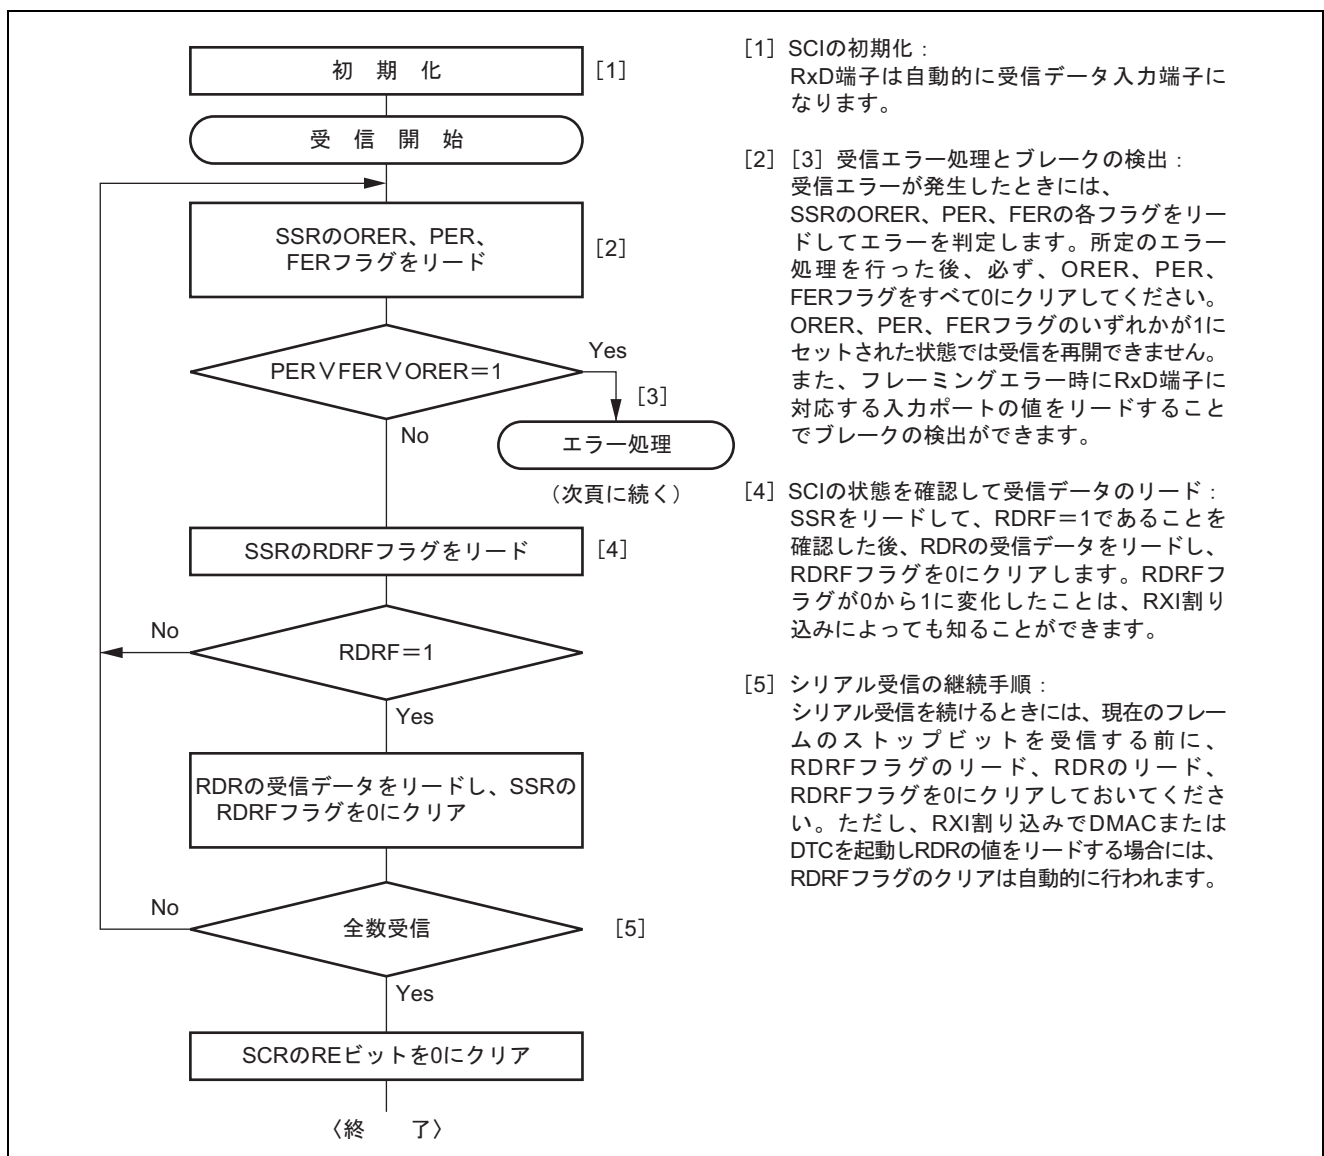 初　期　化
[1]
受　信　開　始
SSRのORER、PER、
FERフラグをリード
[2]
PER∨FER∨ORER＝1
Yes
No
[3]
エラー処理
（次頁に続く）
SSRのRDRFフラグをリード
[4]
No
RDRF＝1
Yes
RDRの受信データをリードし、SSRの
RDRFフラグを0にクリア
No
全数受信
[5]
Yes
SCRのREビットを0にクリア
〈終　　了〉
[1] SCIの初期化：
RxD端子は自動的に受信データ入力端子に
なります。
[2] [3] 受信エラー処理とブレークの検出：
受信エラーが発生したときには、
SSRのORER、PER、FERの各フラグをリー
ドしてエラーを判定します。所定のエラー
処理を行った後、必ず、ORER、PER、
FERフラグをすべて0にクリアしてください。
ORER、PER、FERフラグのいずれかが1に
セットされた状態では受信を再開できません。
また、フレーミングエラー時にRxD端子に
対応する入力ポートの値をリードすること
でブレークの検出ができます。
[4] SCIの状態を確認して受信データのリード：
SSRをリードして、RDRF＝1であることを
確認した後、RDRの受信データをリードし、
RDRFフラグを0にクリアします。RDRFフ
ラグが0から1に変化したことは、RXI割り
込みによっても知ることができます。
[5] シリアル受信の継続手順：
シリアル受信を続けるときには、現在のフレー
ムのストップビットを受信する前に、
RDRFフラグのリード、RDRのリード、
RDRFフラグを0にクリアしておいてくださ
い。ただし、RXI割り込みでDMACまたは
DTCを起動しRDRの値をリードする場合には、
RDRFフラグのクリアは自動的に行われます。